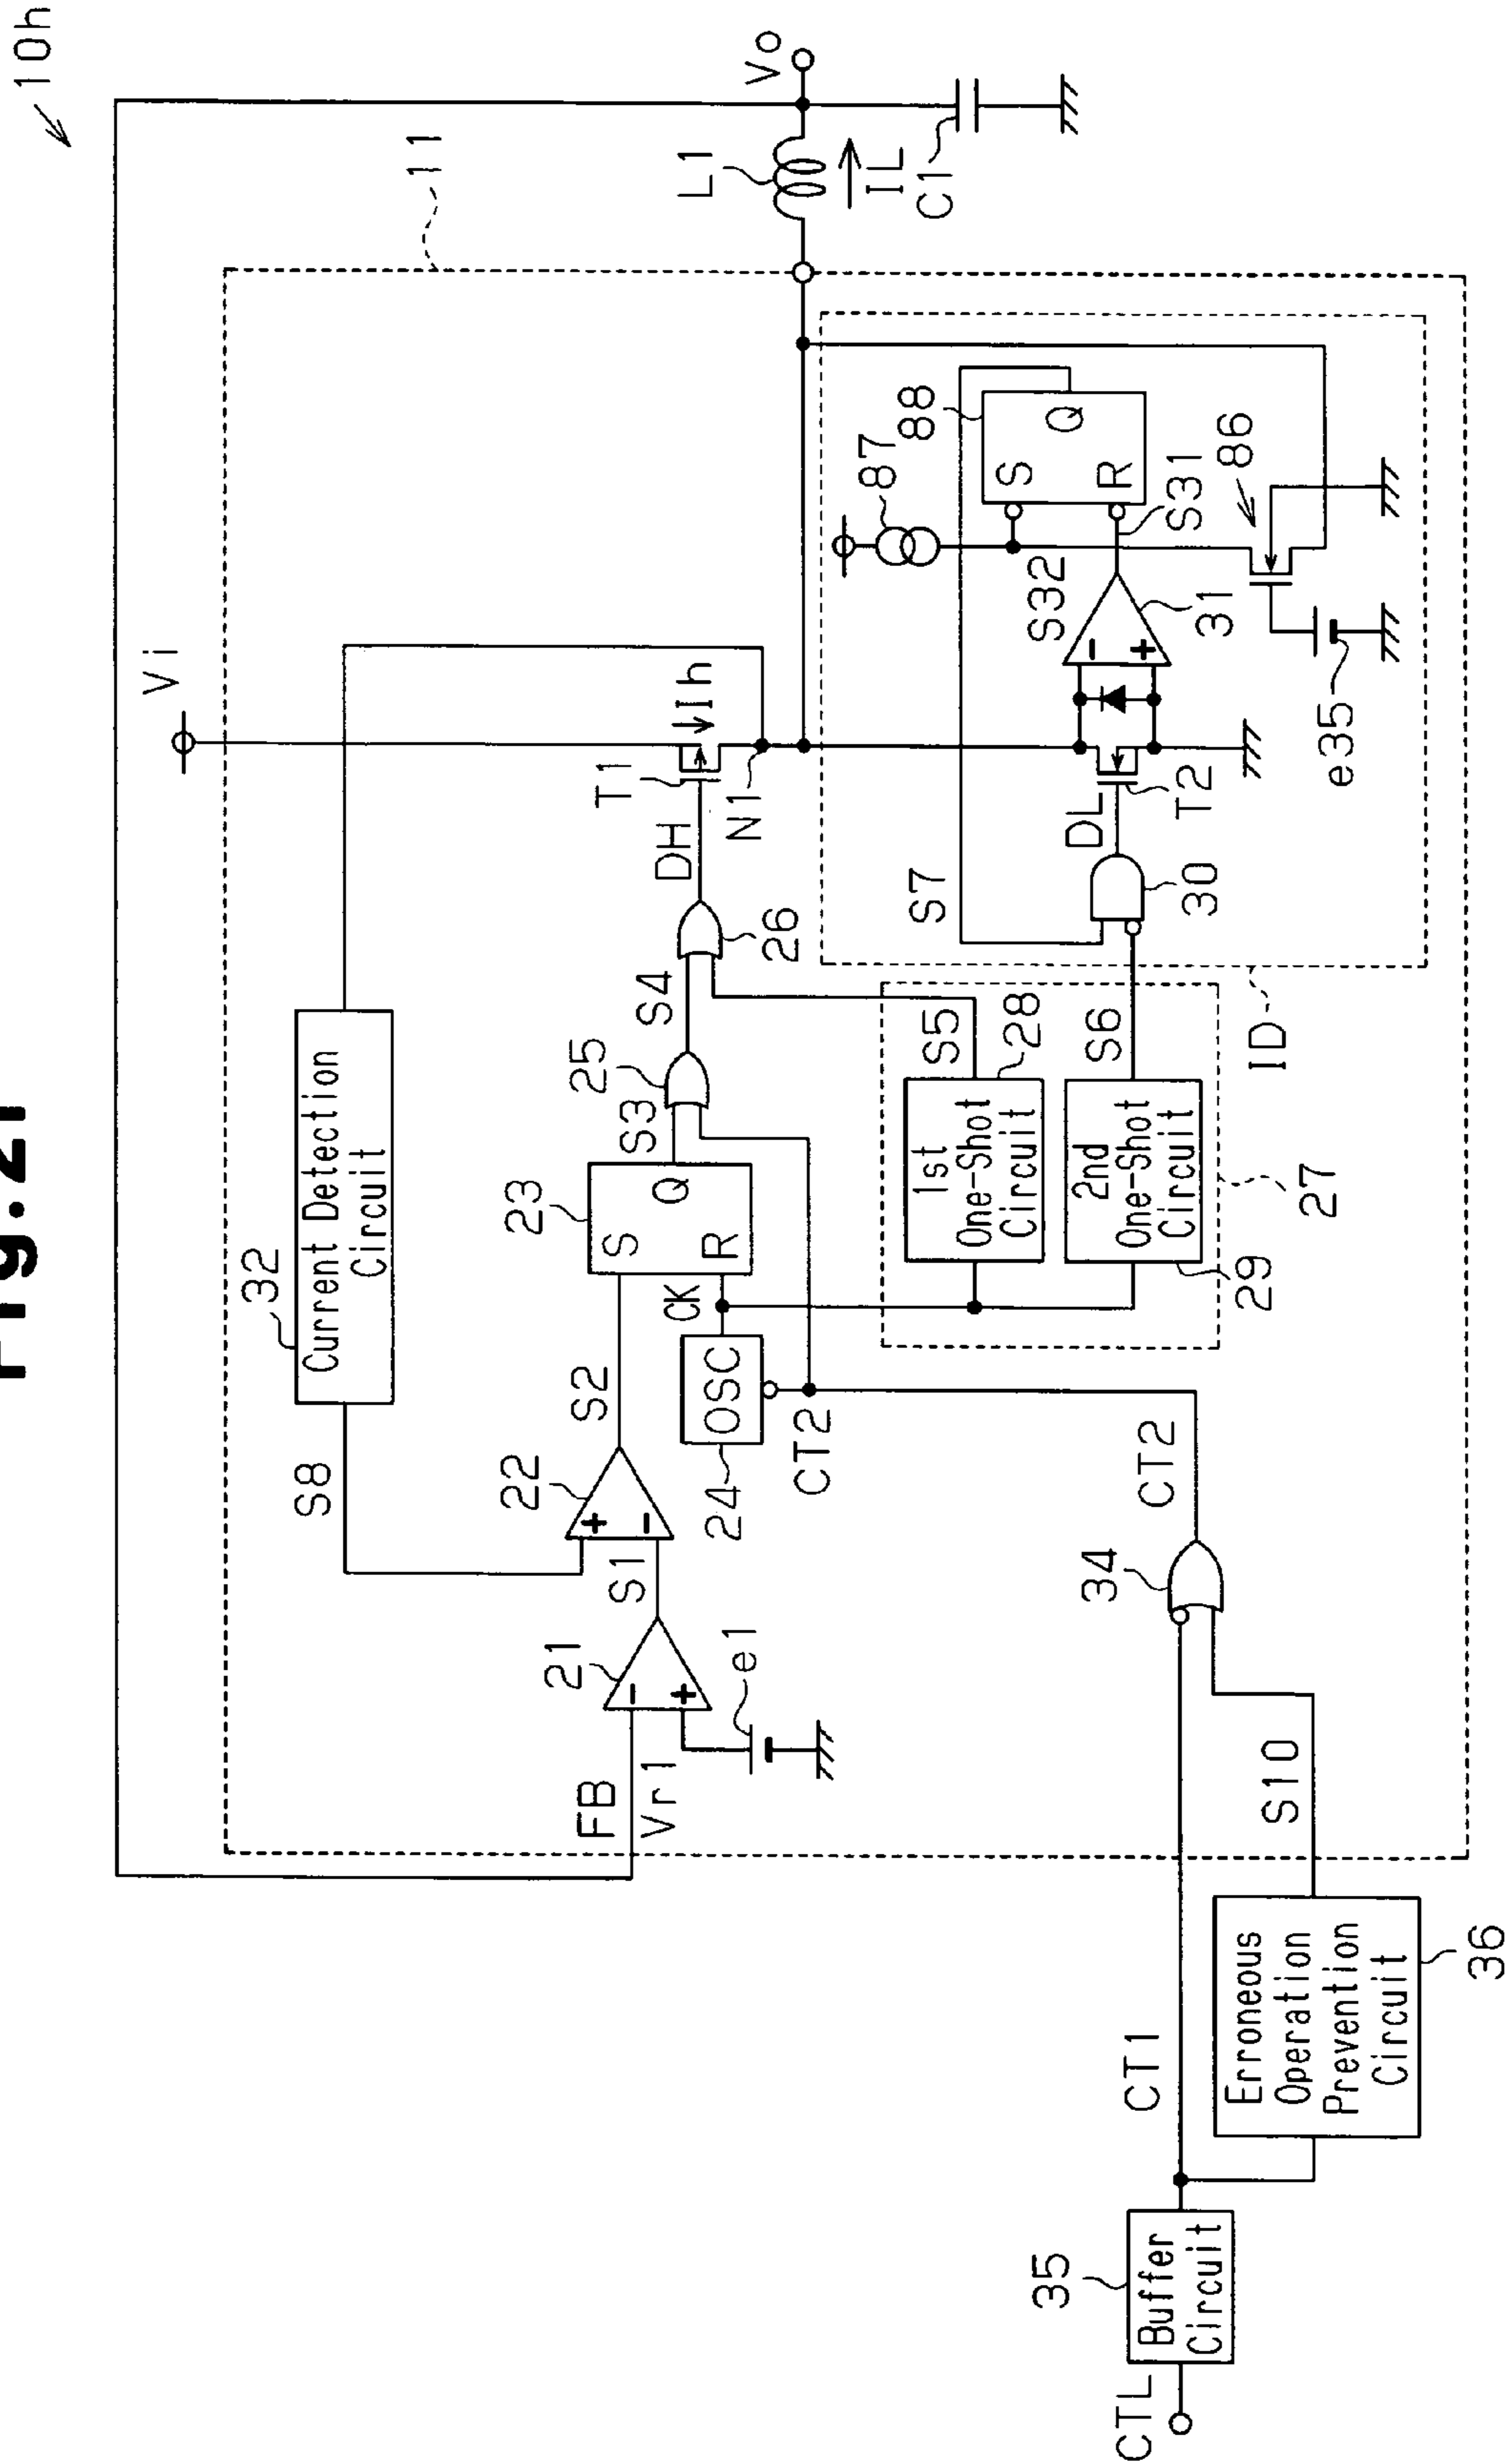 Fig.21
10h
11
Vi
Vo
L1
IL
C1
32
Current Detection
Circuit
S8
T1
Ih
N1
DH
26
S4
25
S3
23
S
Q
R
CK
S2
22
+
−
S1
21
−
+
e1
FB
Vr1
OSC
24
CT2
1st
One-Shot
Circuit
28
S5
2nd
One-Shot
Circuit
29
S6
27
ID
S7
30
DL
T2
31
−
+
S32
S31
87
88
S
Q
R
86
e35
CT2
34
S10
CT1
Erroneous
Operation
Prevention
Circuit
36
35
Buffer
Circuit
CTL